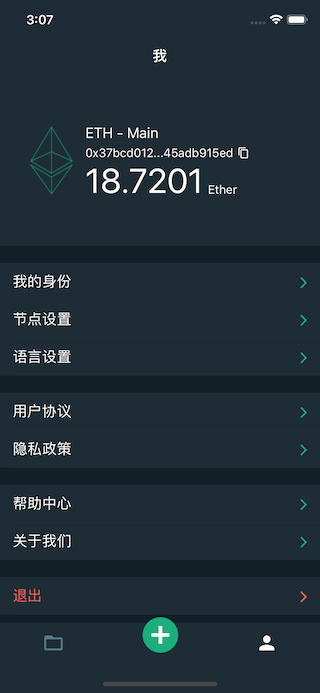 3:07
我
ETH - Main
0x37bcd012...45adb915ed
18.7201 Ether
我的身份
节点设置
语言设置
用户协议
隐私政策
帮助中心
关于我们
退出